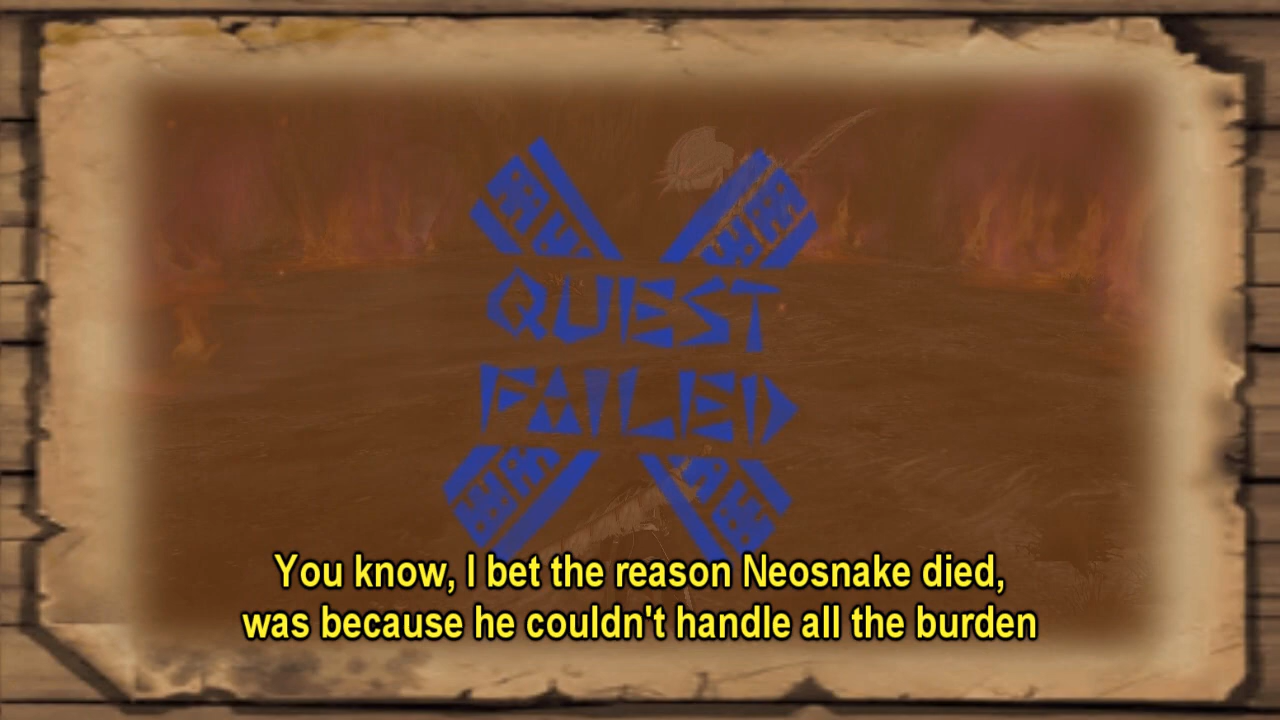 QUEST
FAILED
You know, I bet the reason Neosnake died,
was because he couldn't handle all the burden